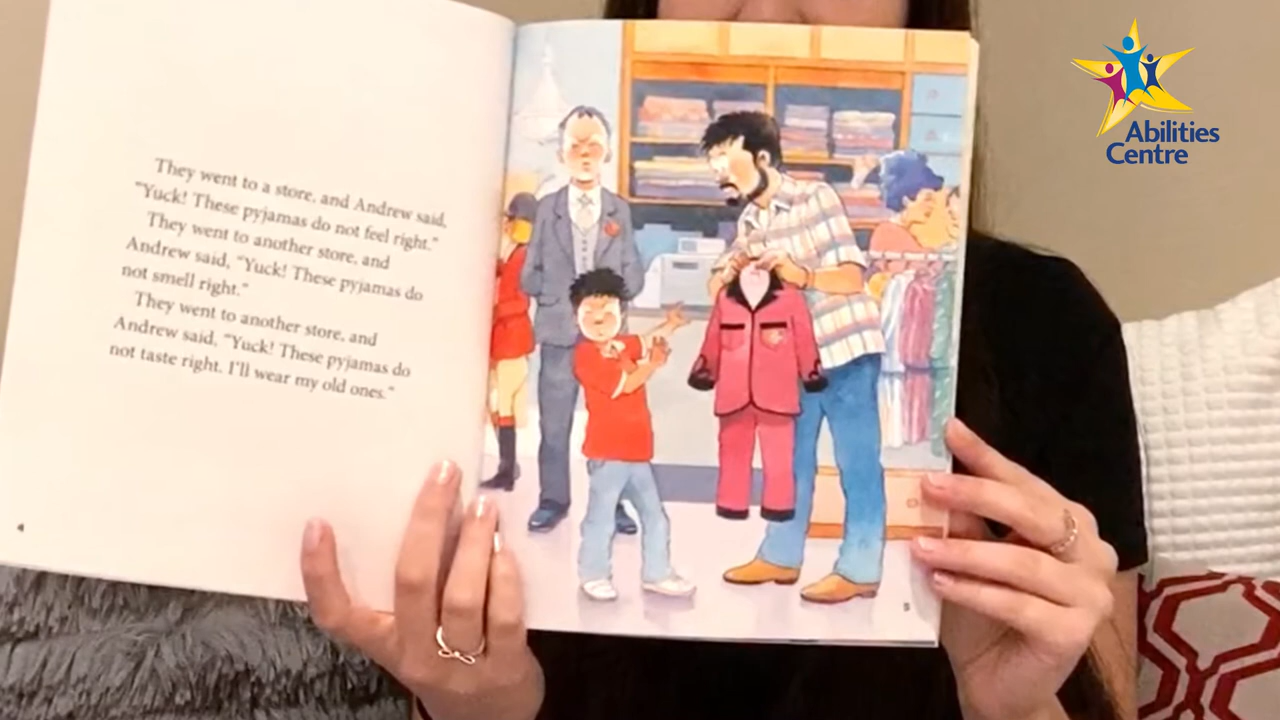 They went to a store, and Andrew said,
"Yuck! These pyjamas do not feel right."
They went to another store, and
Andrew said, "Yuck! These pyjamas do
not smell right."
They went to another store, and
Andrew said, "Yuck! These pyjamas do
not taste right. I'll wear my old ones."
4
5
Abilities
Centre